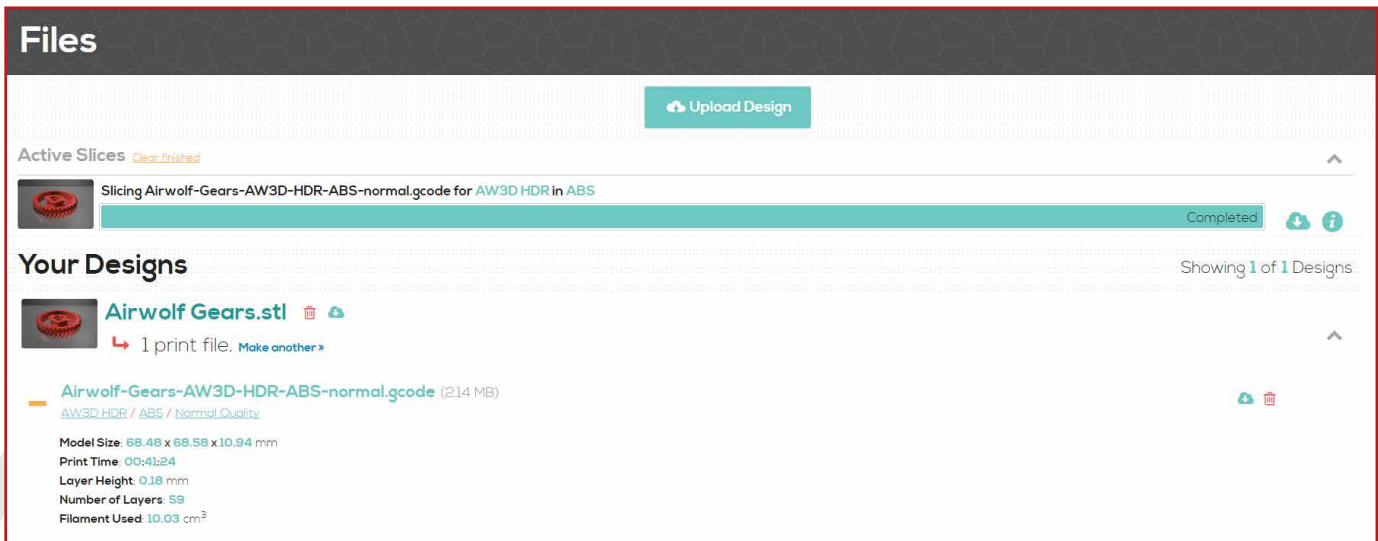 Files
Upload Design
Active Slices Clear finished
Slicing Airwolf-Gears-AW3D-HDR-ABS-normal.gcode for AW3D HDR in ABS
Completed
Your Designs
Showing 1 of 1 Designs
Airwolf Gears.stl
1 print file. Make another »
Airwolf-Gears-AW3D-HDR-ABS-normal.gcode (2.14 MB)
AW3D HDR / ABS / Normal Quality
Model Size: 68.48 x 68.58 x 10.94 mm
Print Time: 00:41:24
Layer Height: 0.18 mm
Number of Layers: 59
Filament Used: 10.03 cm³